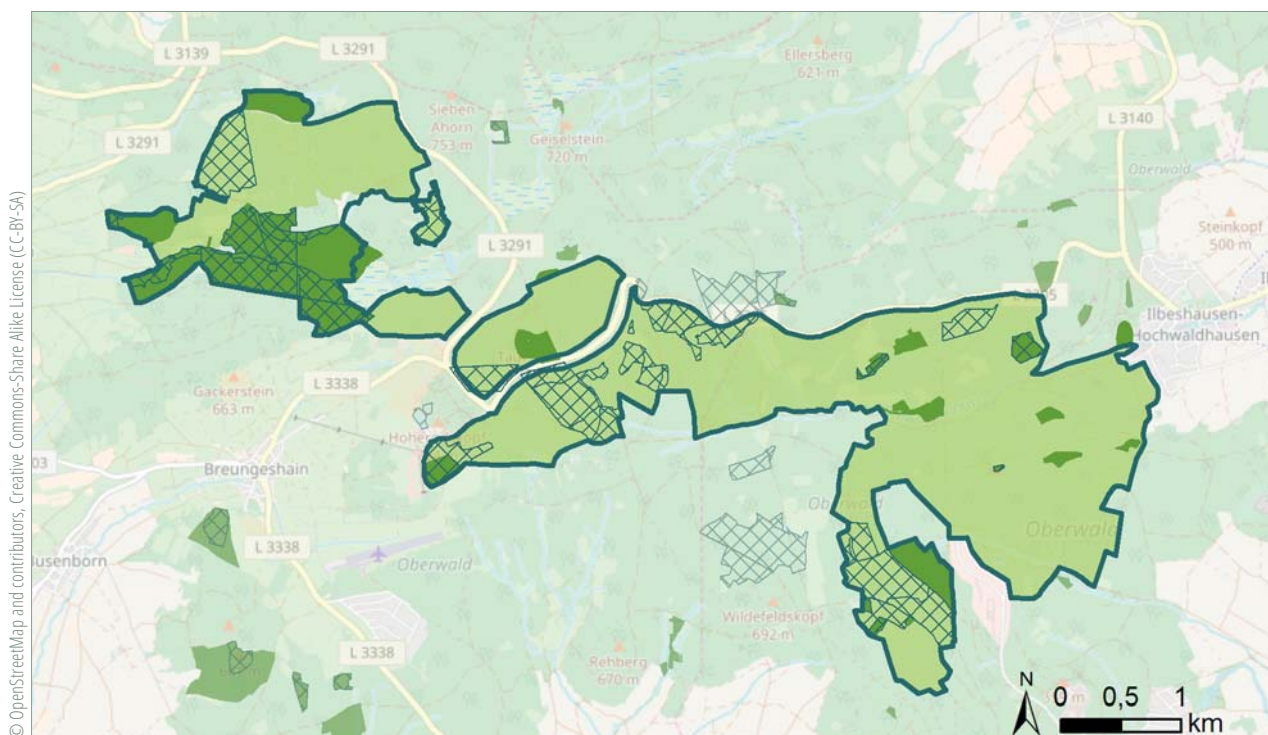 © OpenStreetMap and contributors, Creative Commons-Share Alike License (CC-BY-SA)
L 3139
L 3291
Ellersberg
621 m
Sieben
Ahorn
753 m
L 3291
Geiselstein
720 m
L 3140
Oberwald
Steinkopf
500 m
L 3291
Ilbeshausen-
Hochwaldhausen
L 3338
Gackerstein
663 m
Breungeshain
03
Oberwald
Oberwald
L 3338
Busenborn
Oberwald
Wildefeldskopf
692 m
L 3338
Rehberg
670 m
N
0 0,5 1
km